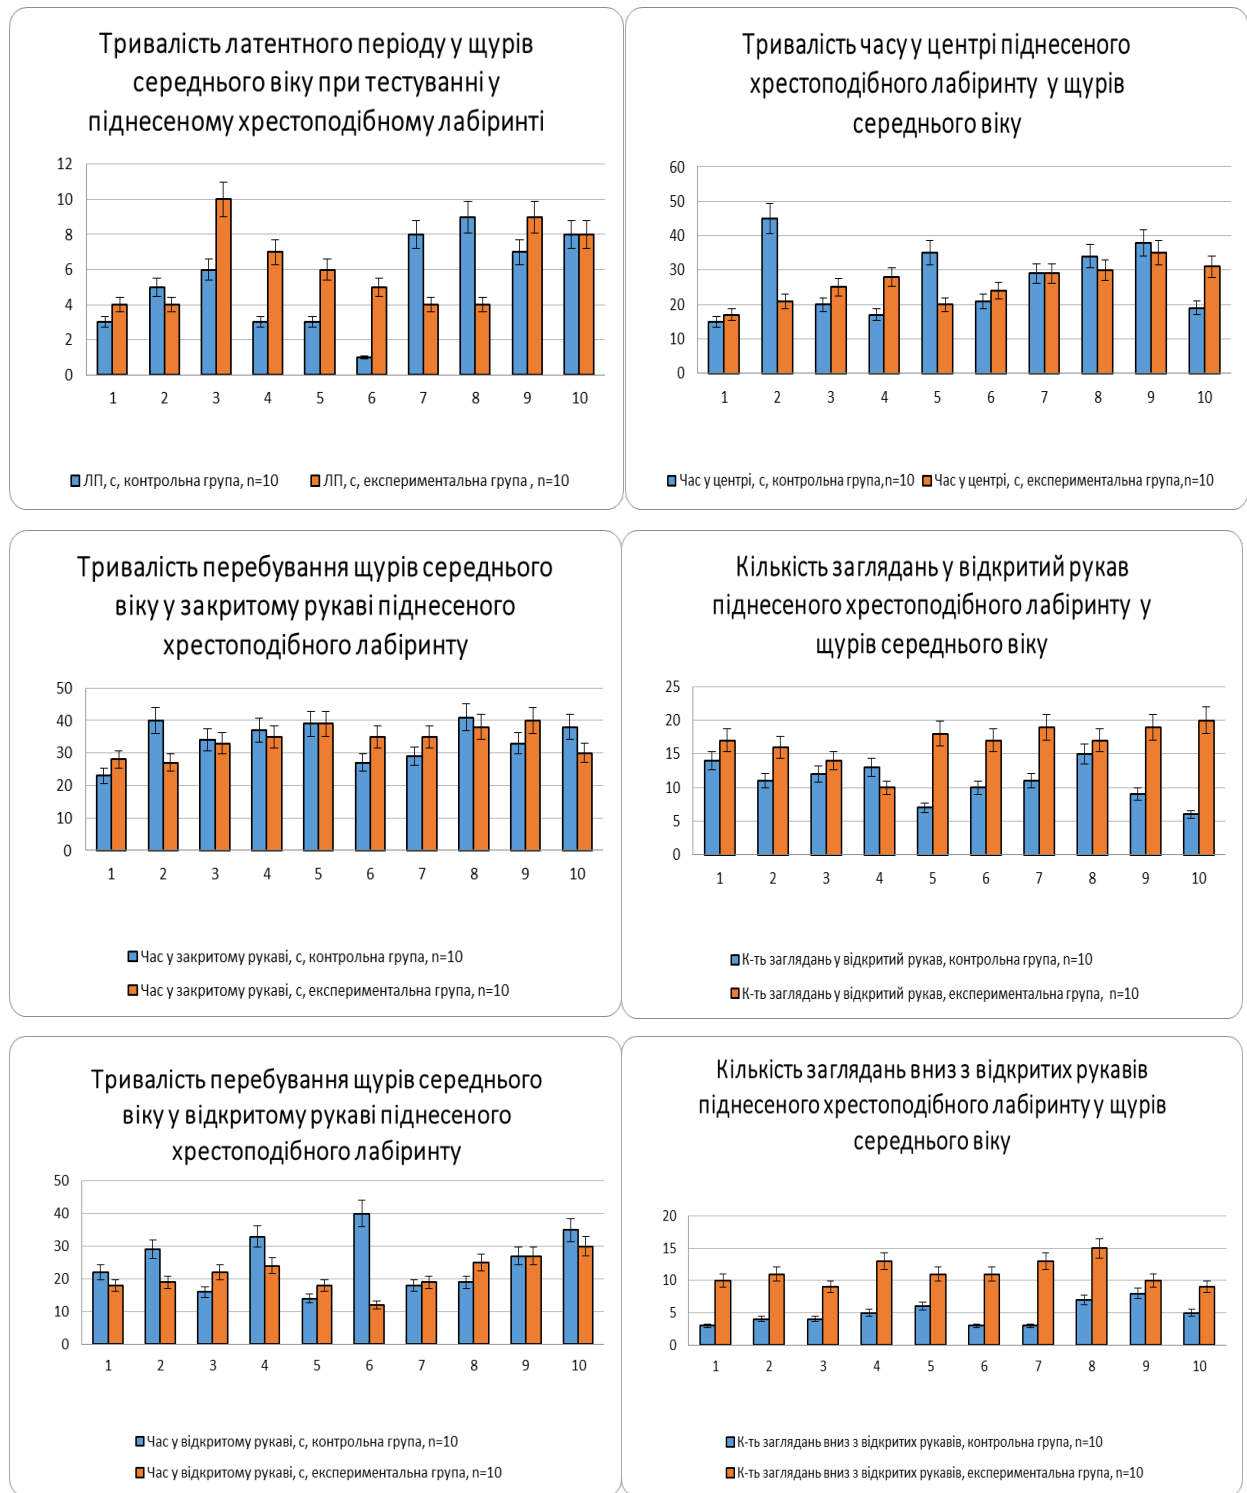 Тривалість латентного періоду у щурів
середнього віку при тестуванні у
піднесеному хрестоподібному лабіринті
12
10
8
6
4
2
0
1 2 3 4 5 6 7 8 9 10
ЛП, с, контрольна група, n=10 ЛП, с, експериментальна група , n=10
Тривалість часу у центрі піднесеного
хрестоподібного лабіринту у щурів
середнього віку
60
50
40
30
20
10
0
1 2 3 4 5 6 7 8 9 10
Час у центрі, с, контрольна група,n=10 Час у центрі, с, експериментальна група,n=10
Тривалість перебування щурів середнього
віку у закритому рукаві піднесеного
хрестоподібного лабіринту
50
40
30
20
10
0
1 2 3 4 5 6 7 8 9 10
Час у закритому рукаві, с, контрольна група, n=10
Час у закритому рукаві, с, експериментальна група, n=10
Кількість заглядань у відкритий рукав
піднесеного хрестоподібного лабіринту у
щурів середнього віку
25
20
15
10
5
0
1 2 3 4 5 6 7 8 9 10
К-ть заглядань у відкритий рукав, контрольна група, n=10
К-ть заглядань у відкритий рукав, експериментальна група, n=10
Тривалість перебування щурів середнього
віку у відкритому рукаві піднесеного
хрестоподібного лабіринту
50
40
30
20
10
0
1 2 3 4 5 6 7 8 9 10
Час у відкритому рукаві, с, контрольна група, n=10
Час у відкритому рукаві, с, експериментальна група, n=10
Кількість заглядань вниз з відкритих рукавів
піднесеного хрестоподібного лабіринту у щурів
середнього віку
20
15
10
5
0
1 2 3 4 5 6 7 8 9 10
К-ть заглядань вниз з відкритих рукавів, контрольна група, n=10
К-ть заглядань вниз з відкритих рукавів, експериментальна група, n=10